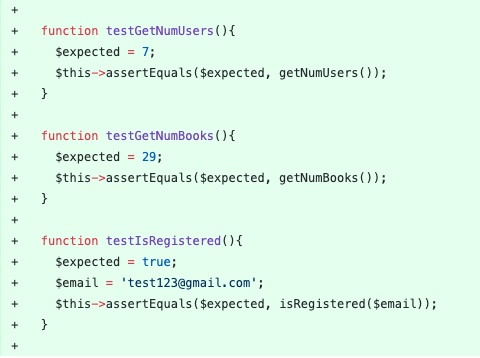 +
+   function testGetNumUsers(){
+     $expected = 7;
+     $this->assertEquals($expected, getNumUsers());
+   }
+
+   function testGetNumBooks(){
+     $expected = 29;
+     $this->assertEquals($expected, getNumBooks());
+   }
+
+   function testIsRegistered(){
+     $expected = true;
+     $email = 'test123@gmail.com';
+     $this->assertEquals($expected, isRegistered($email));
+   }
+